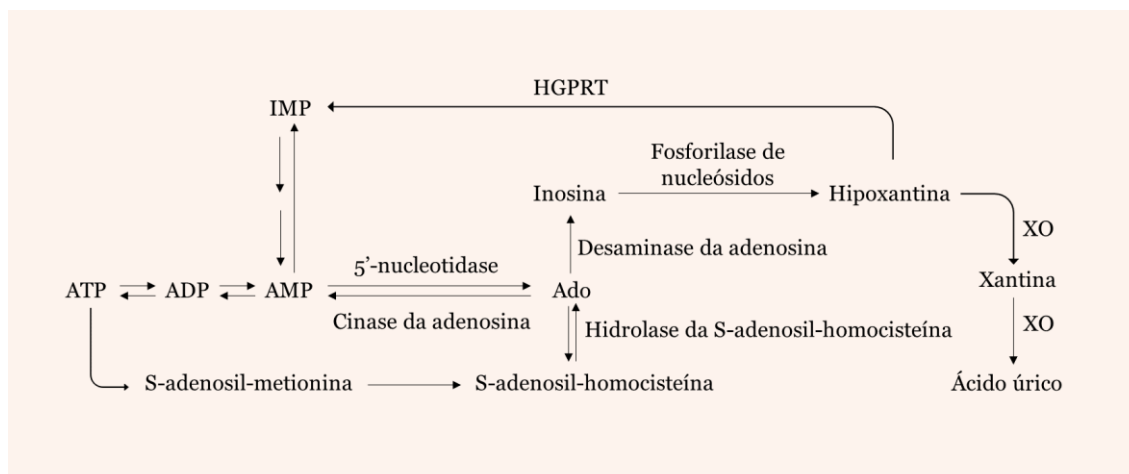 HGPRT
IMP
Fosforilase de
nucleósidos
Inosina
Hipoxantina
XO
Desaminase da adenosina
5’-nucleotidase
Xantina
ATP
ADP
AMP
Ado
Cinase da adenosina
Hidrolase da S-adenosil-homocisteína
XO
S-adenosil-metionina
S-adenosil-homocisteína
Ácido úrico